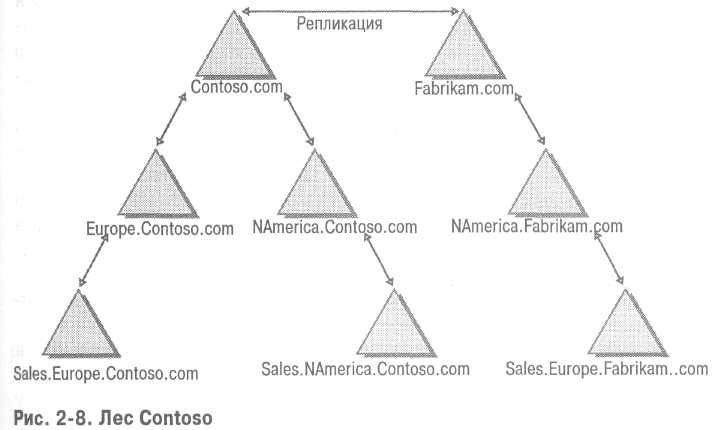 Репликация
Contoso.com
Fabrikam.com
Europe.Contoso.com
NAmerica.Contoso.com
NAmerica.Fabrikam.com
Sales.Europe.Contoso.com
Sales.NAmerica.Contoso.com
Sales.Europe.Fabrikam..com
Рис. 2-8. Лес Contoso